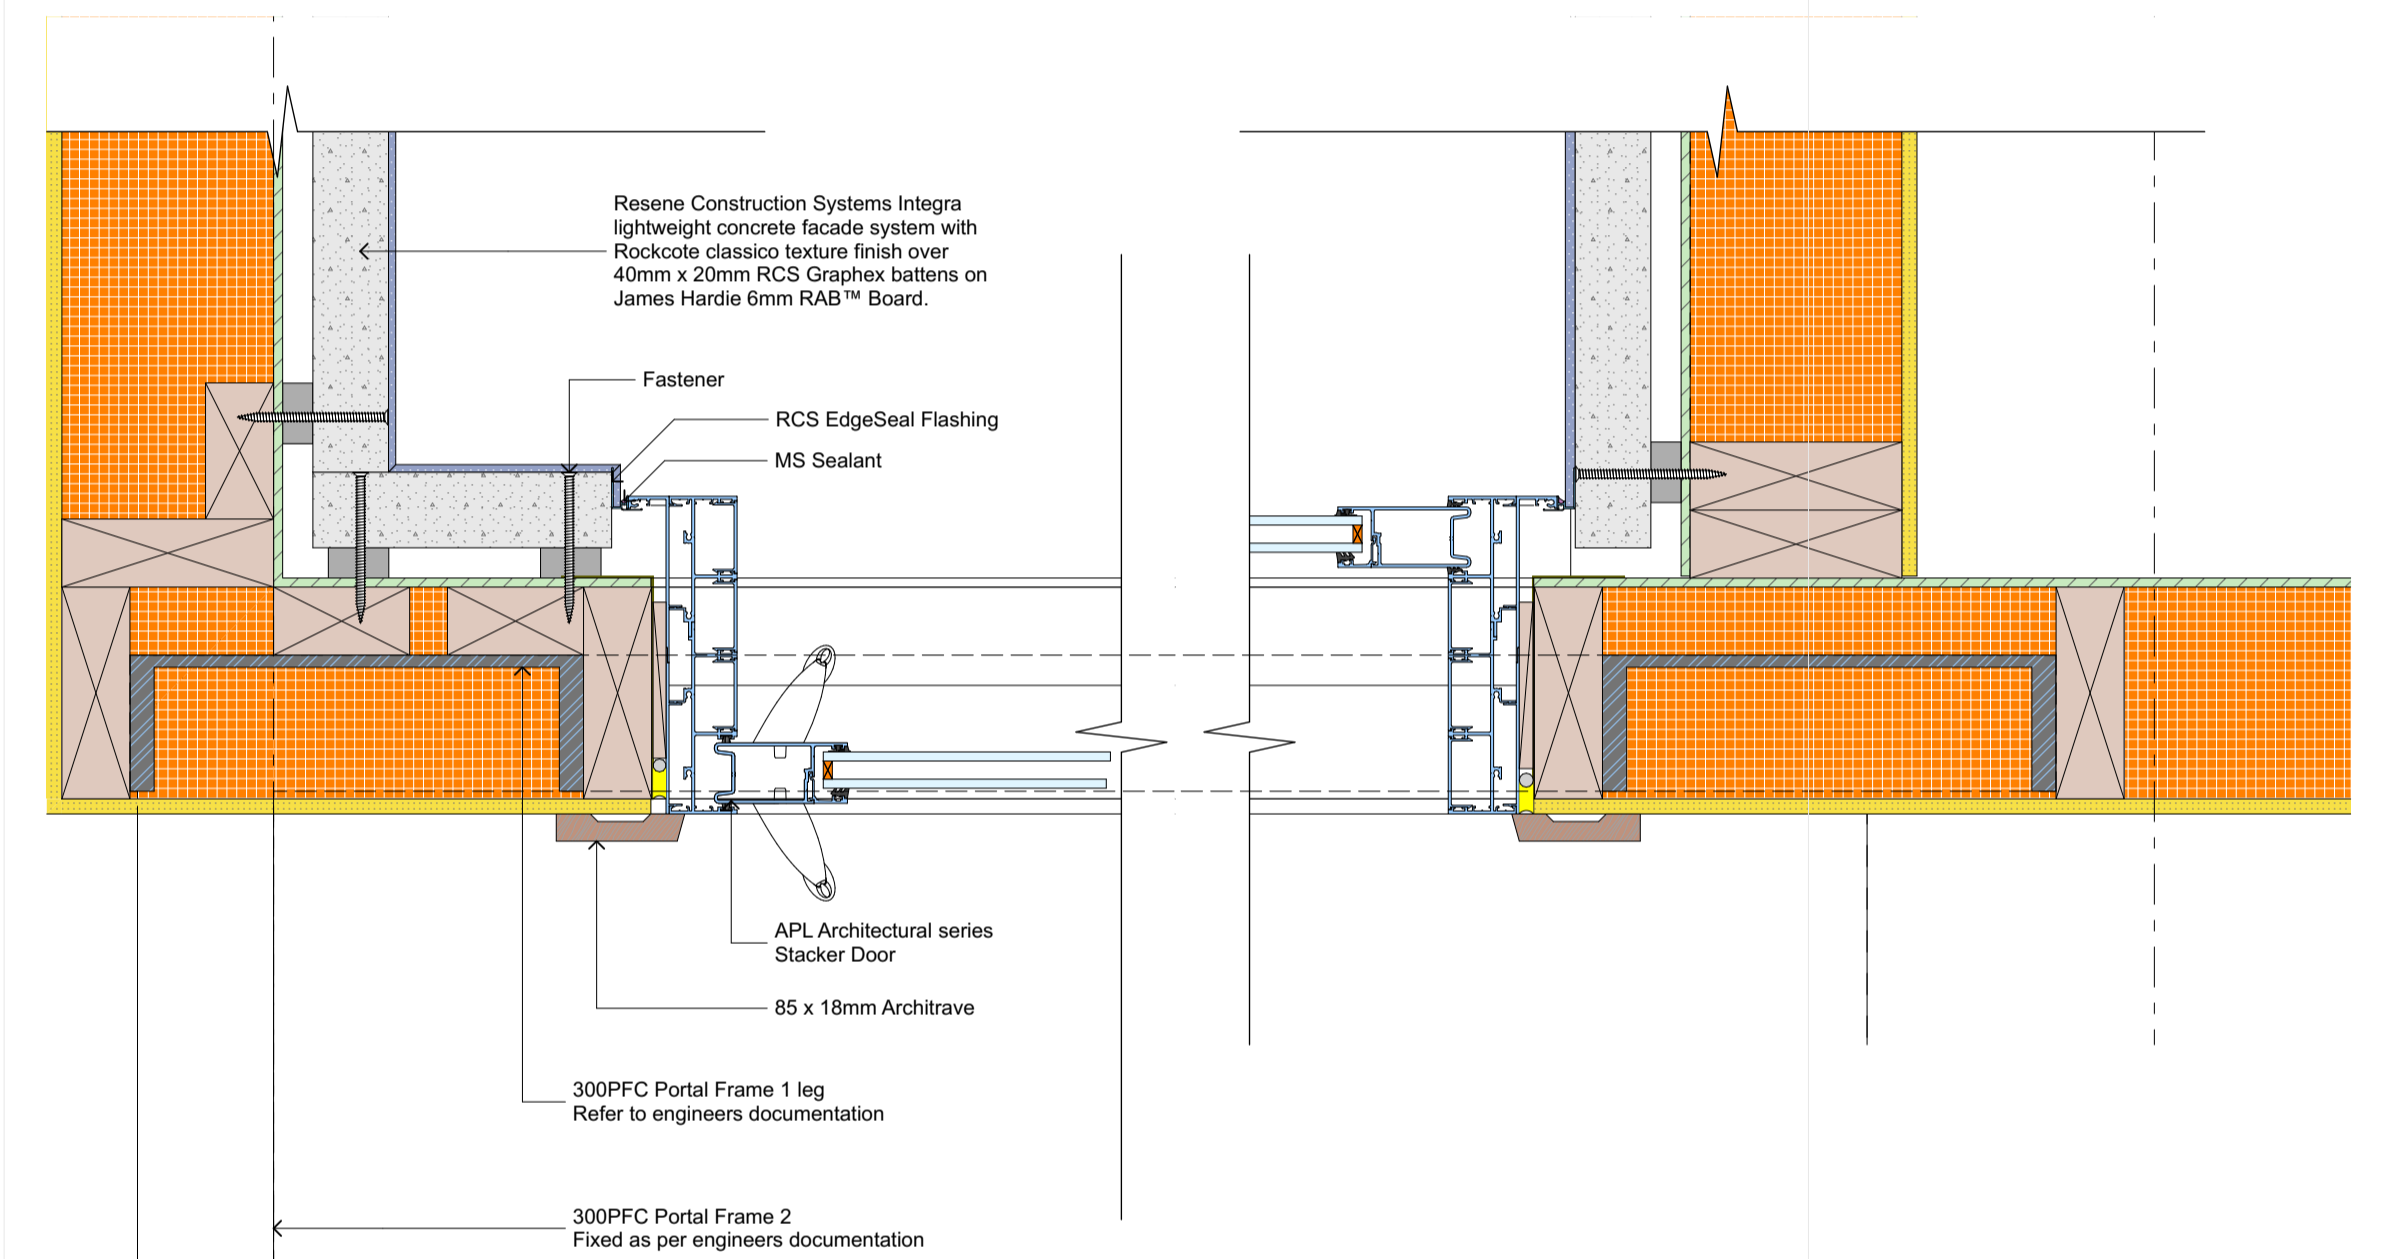 Resene Construction Systems Integra
lightweight concrete facade system with
Rockcote classico texture finish over
40mm x 20mm RCS Graphex battens on
James Hardie 6mm RAB™ Board.
Fastener
RCS EdgeSeal Flashing
MS Sealant
APL Architectural series
Stacker Door
85 x 18mm Architrave
300PFC Portal Frame 1 leg
Refer to engineers documentation
300PFC Portal Frame 2
Fixed as per engineers documentation